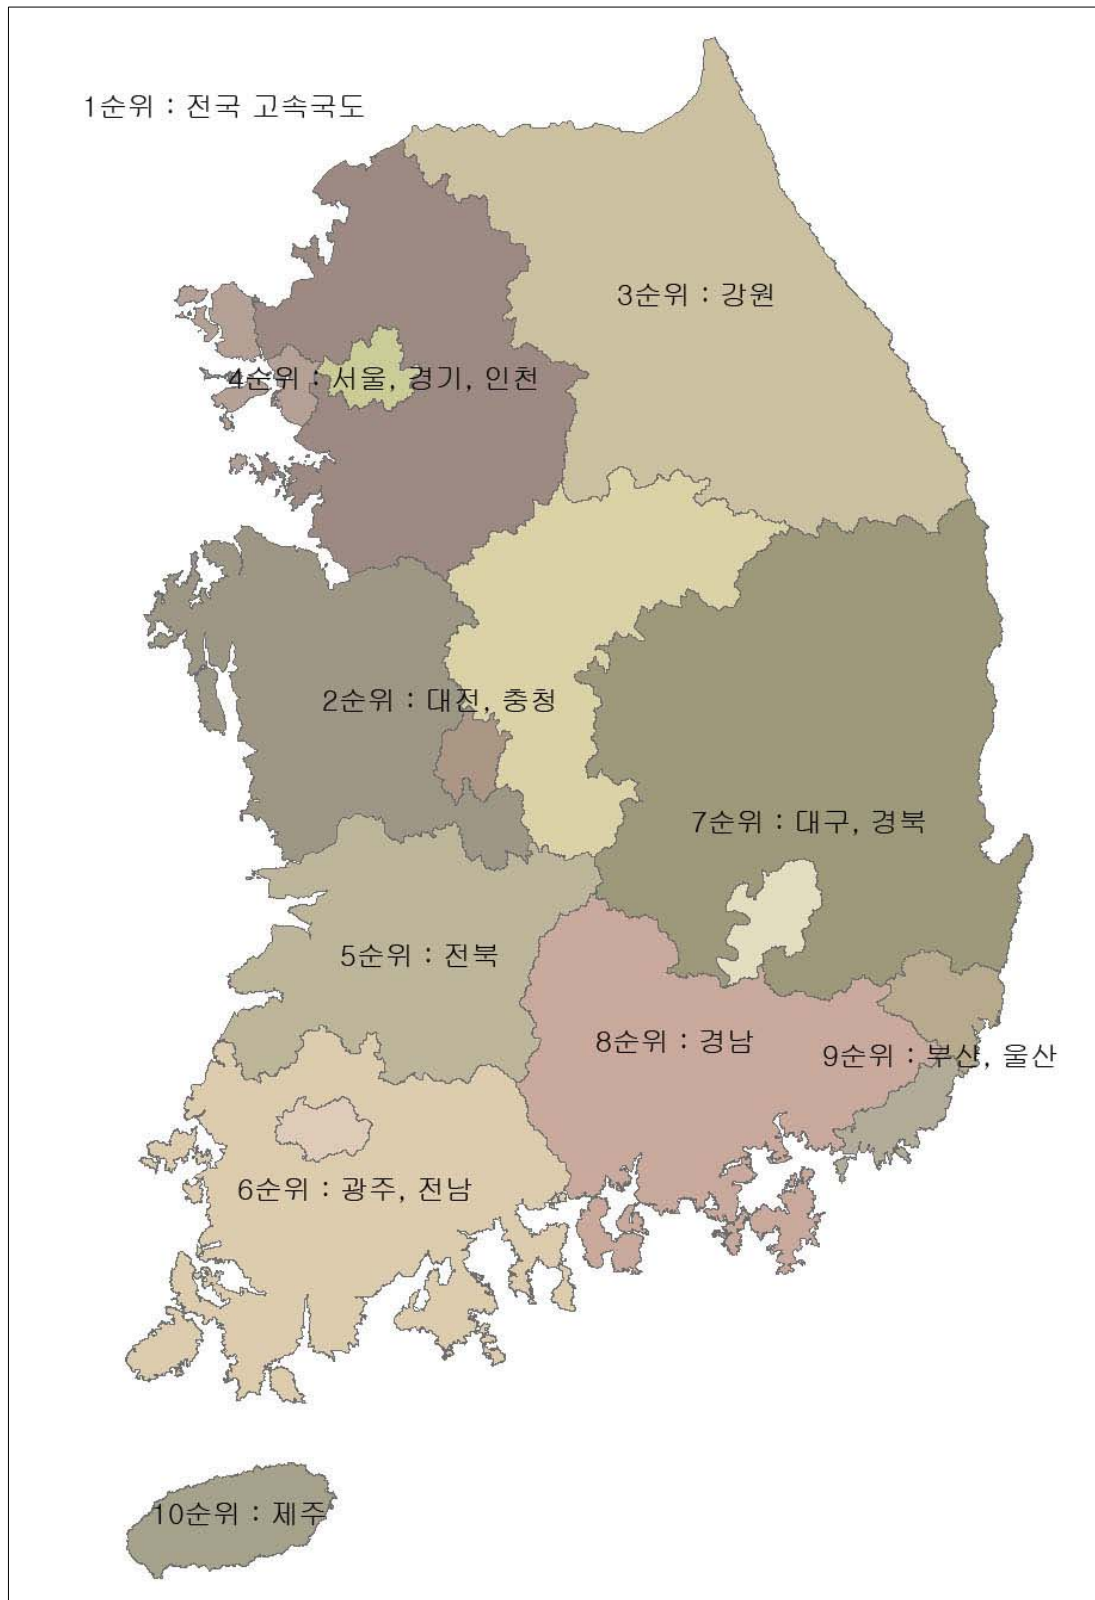 1순위 : 전국 고속국도
3순위 : 강원
4순위 : 서울, 경기, 인천
2순위 : 대전, 충청
7순위 : 대구, 경북
5순위 : 전북
8순위 : 경남
9순위 : 부산, 울산
6순위 : 광주, 전남
10순위 : 제주